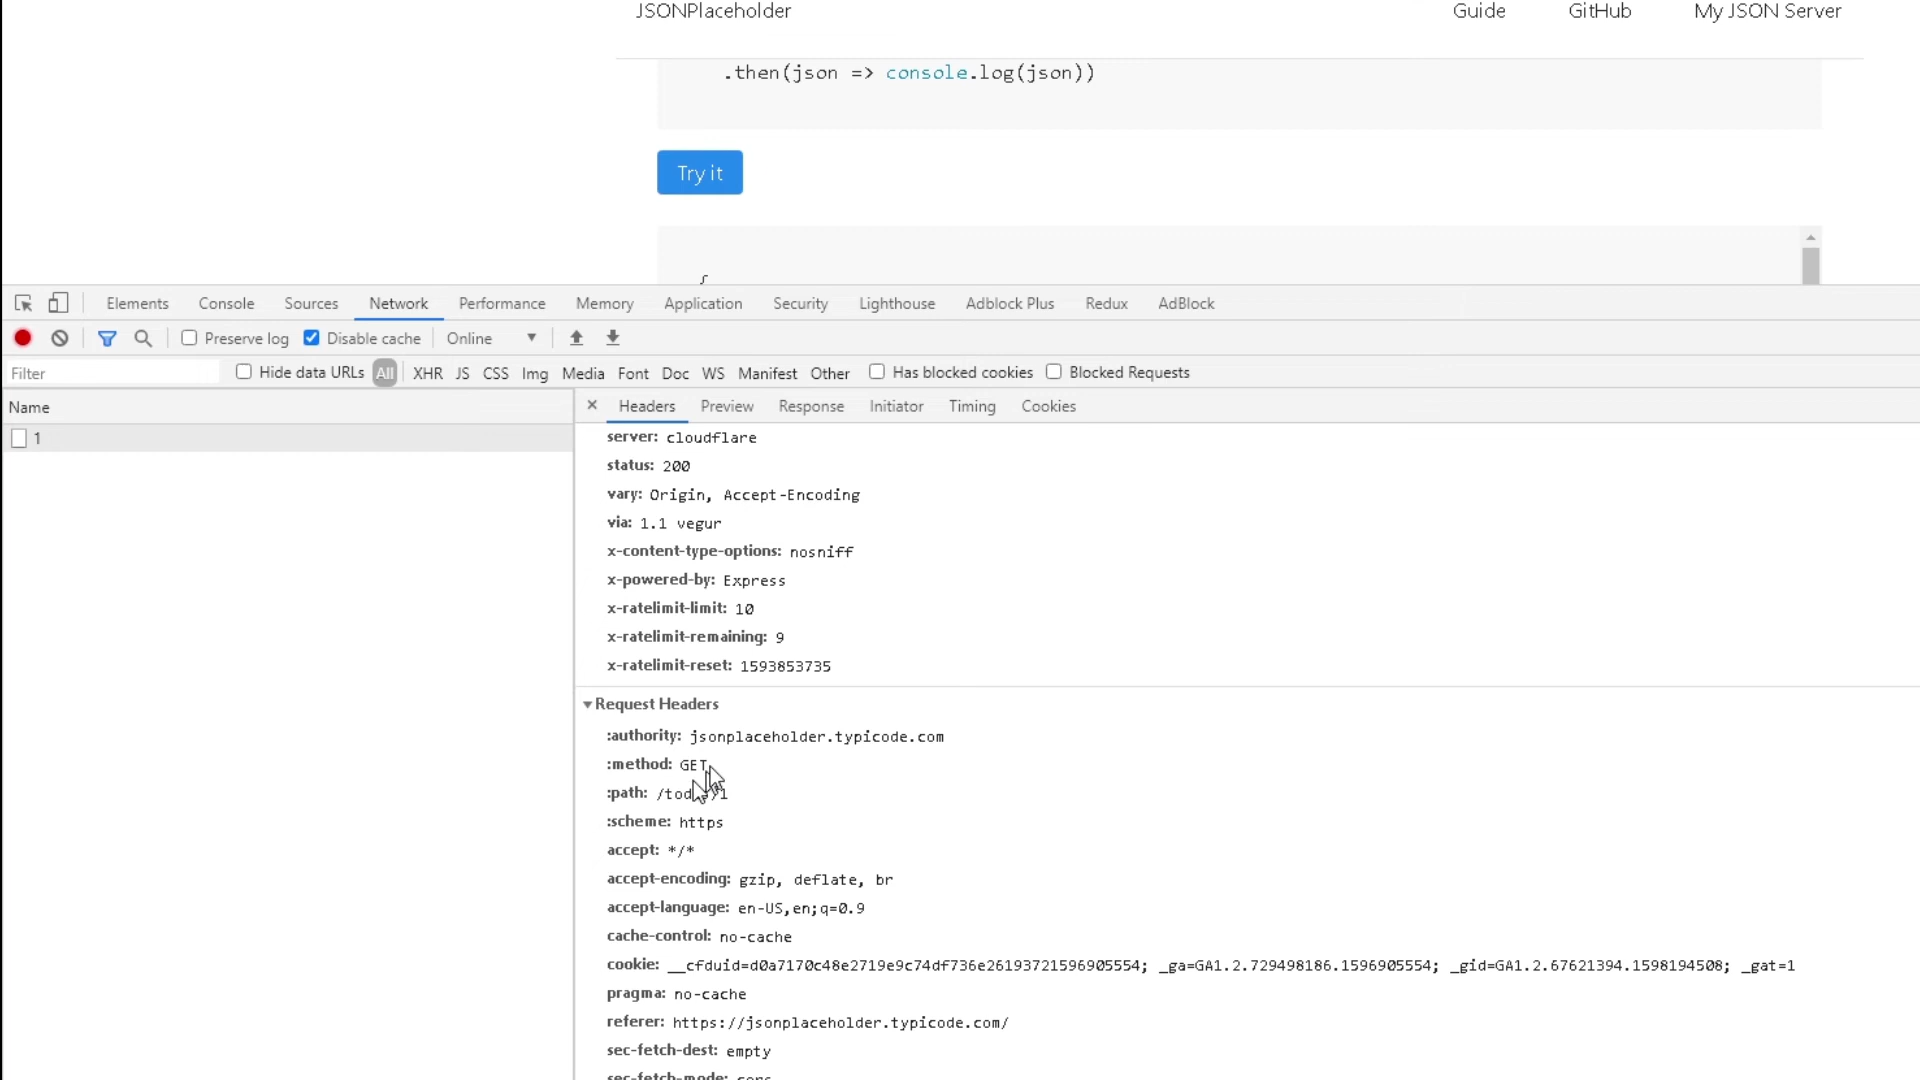 JSONPlaceholder Guide GitHub My JSON Server
.then(json => console.log(json))
Try it
{
Elements Console Sources Network Performance Memory Application Security Lighthouse Adblock Plus Redux AdBlock
Preserve log Disable cache Online
Filter Hide data URLs All XHR JS CSS Img Media Font Doc WS Manifest Other Has blocked cookies Blocked Requests
Name Headers Preview Response Initiator Timing Cookies
1
server: cloudflare
status: 200
vary: Origin, Accept-Encoding
via: 1.1 vegur
x-content-type-options: nosniff
x-powered-by: Express
x-ratelimit-limit: 10
x-ratelimit-remaining: 9
x-ratelimit-reset: 1593853735
Request Headers
:authority: jsonplaceholder.typicode.com
:method: GET
:path:
:scheme: https
accept: */*
accept-encoding: gzip, deflate, br
accept-language: en-US,en;q=0.9
cache-control: no-cache
cookie: __cfduid=d0a7170c48e2719e9c74df736e26193721596905554; _ga=GA1.2.729498186.1596905554; _gid=GA1.2.67621394.1598194508; _gat=1
pragma: no-cache
referer: https://jsonplaceholder.typicode.com/
sec-fetch-dest: empty
sec-fetch-mode: cors